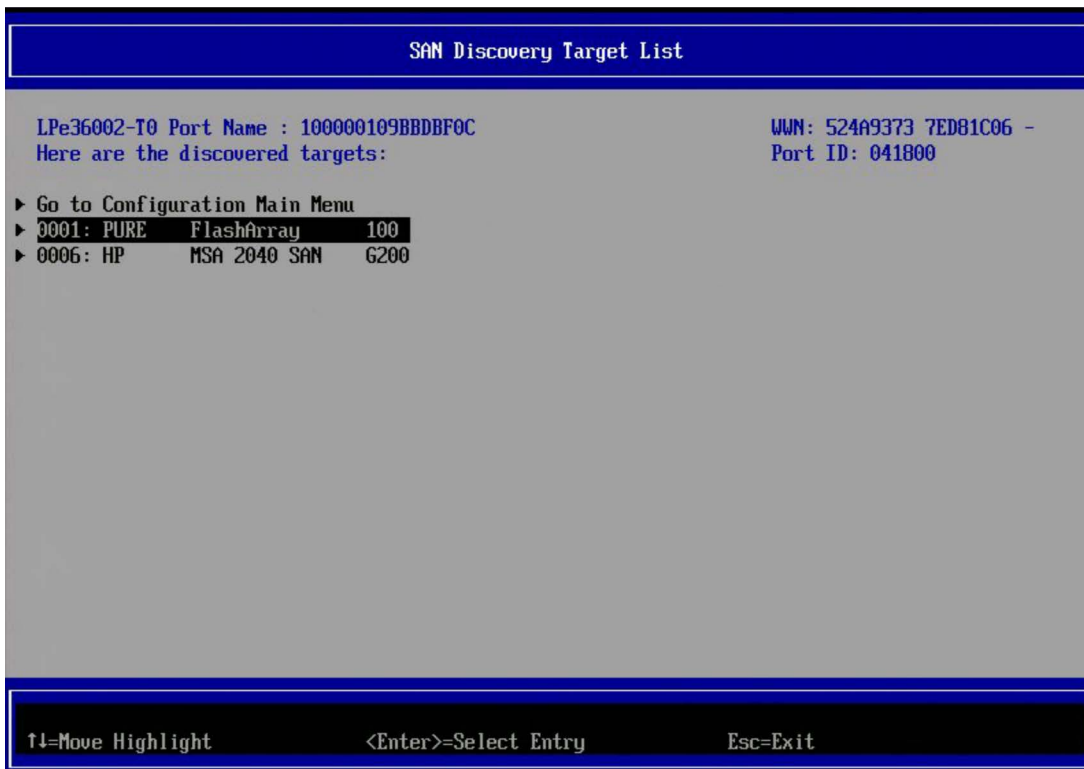 SAN Discovery Target List
LPe36002-T0 Port Name : 100000109BBDBF0C
WWN: 524A9373 7ED81C06 -
Here are the discovered targets:
Port ID: 041800
Go to Configuration Main Menu
0001: PURE FlashArray 100
0006: HP MSA 2040 SAN G200
↑↓=Move Highlight <Enter>=Select Entry Esc=Exit